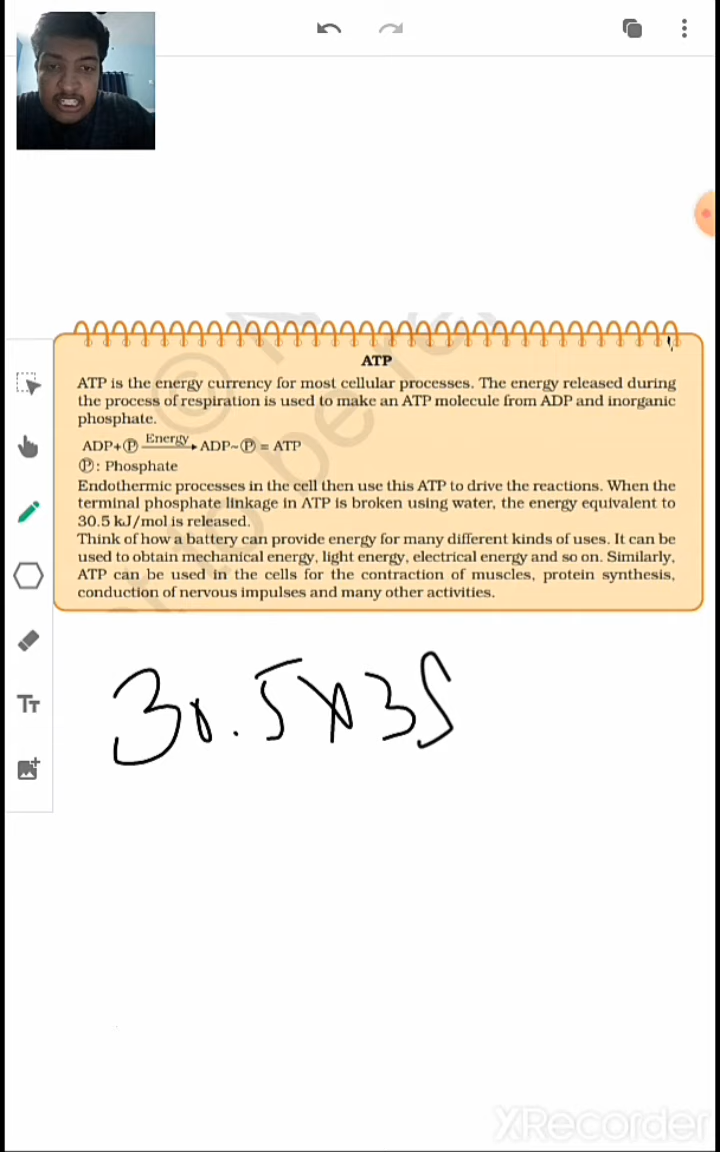 ATP
ATP is the energy currency for most cellular processes. The energy released during
the process of respiration is used to make an ATP molecule from ADP and inorganic
phosphate.
ADP+Ⓟ Energy→ ADP~Ⓟ = ATP
Ⓟ: Phosphate
Endothermic processes in the cell then use this ATP to drive the reactions. When the
terminal phosphate linkage in ATP is broken using water, the energy equivalent to
30.5 kJ/mol is released.
Think of how a battery can provide energy for many different kinds of uses. It can be
used to obtain mechanical energy, light energy, electrical energy and so on. Similarly,
ATP can be used in the cells for the contraction of muscles, protein synthesis,
conduction of nervous impulses and many other activities.
30.5x35
TT
XRecorder